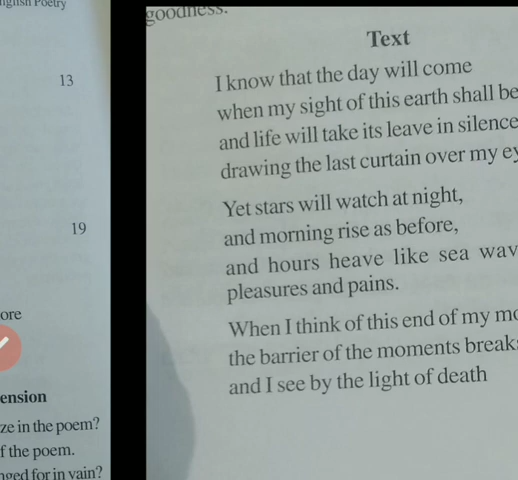 Poetry
13
19
ore
ension
ze in the poem?
f the poem.
nged for in vain?
goodness.
Text
I know that the day will come
when my sight of this earth shall be
and life will take its leave in silence
drawing the last curtain over my ey
Yet stars will watch at night,
and morning rise as before,
and hours heave like sea wav
pleasures and pains.
When I think of this end of my mo
the barrier of the moments break
and I see by the light of death